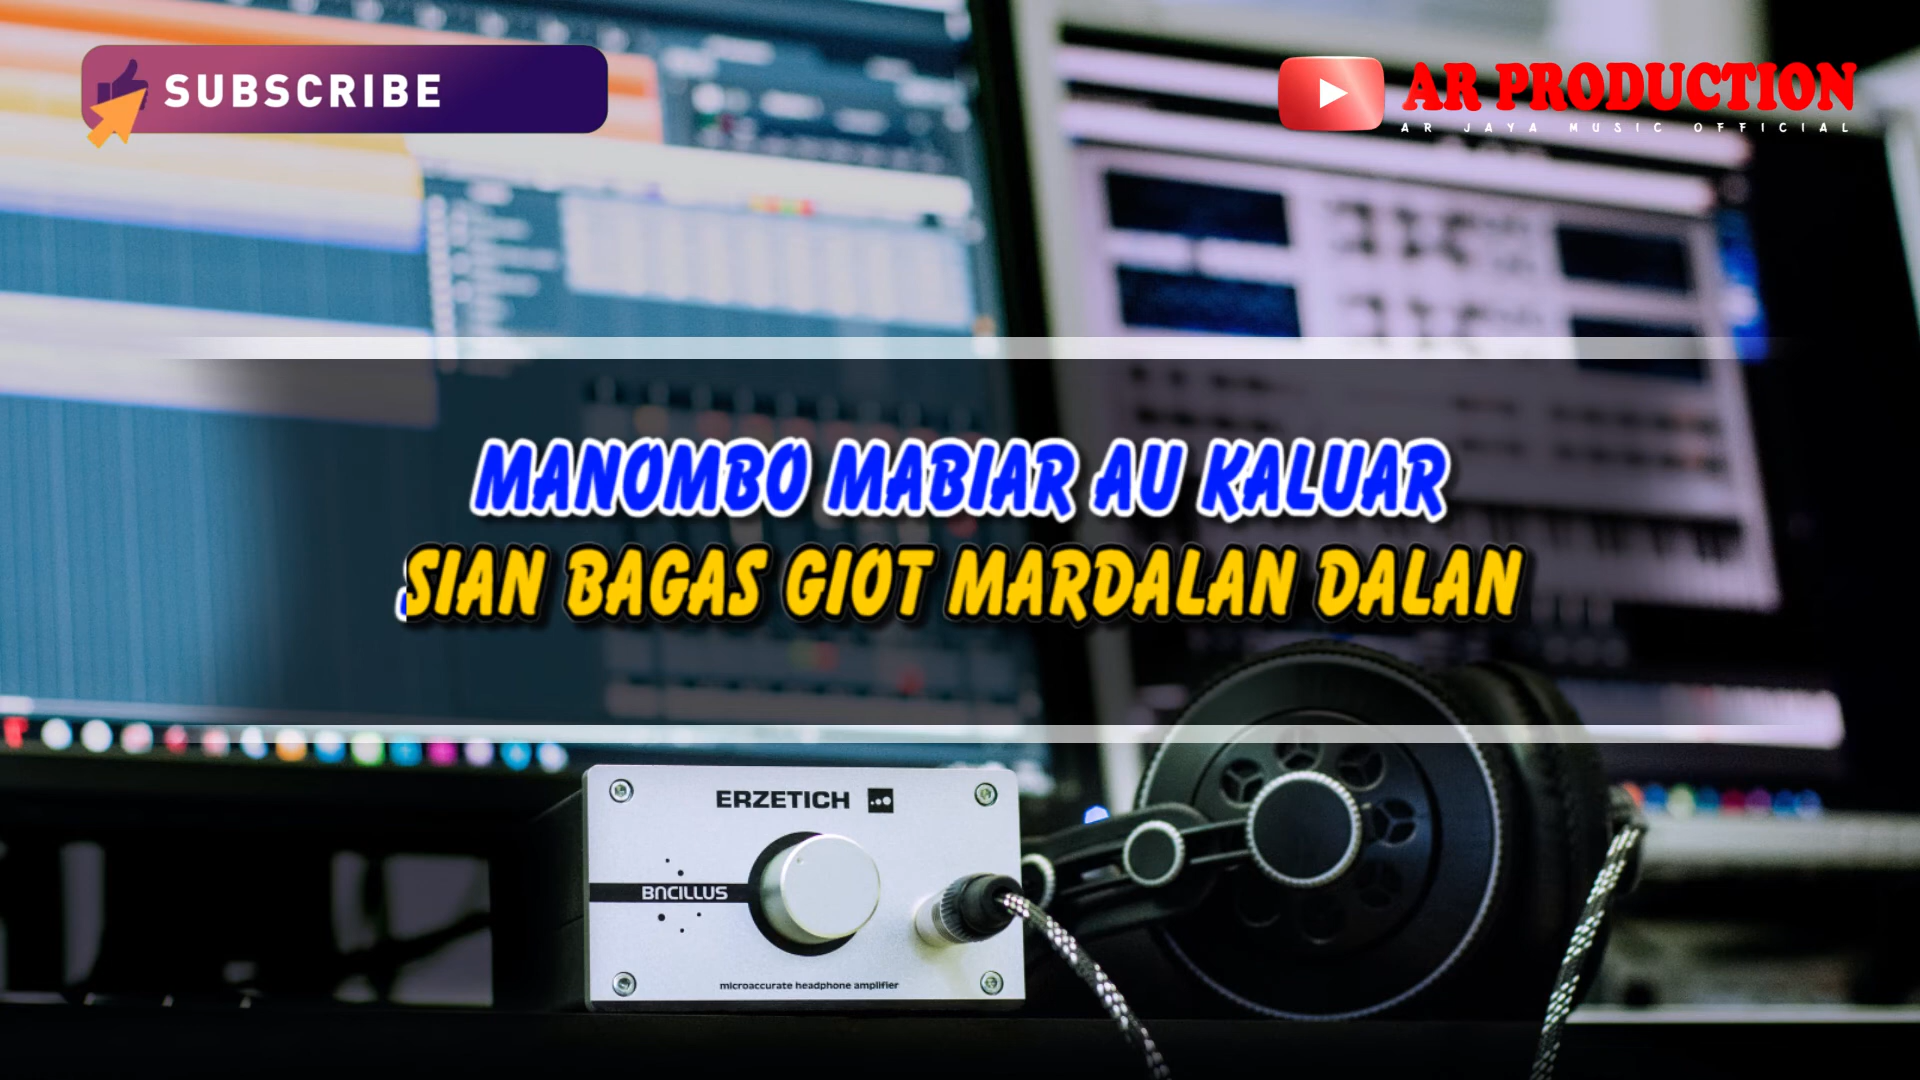 SUBSCRIBE
AR PRODUCTION
AR JAYA MUSIC OFFICIAL
MANOMBO MABIAR AU KALUAR
SIAN BAGAS GIOT MARDALAN DALAN
ERZETICH
BACILLUS
microaccurate headphone amplifier